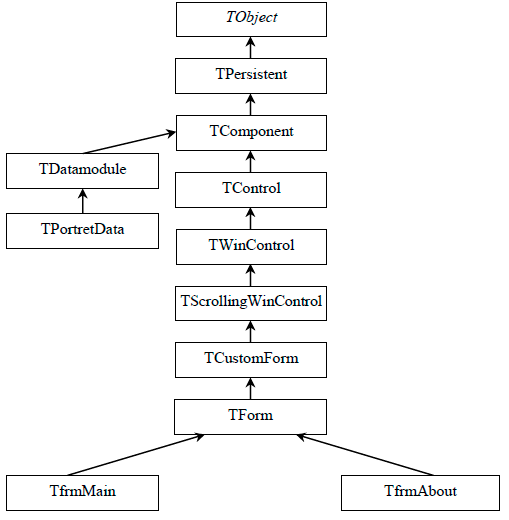 TObject
TPersistent
TComponent
TDatamodule
TControl
TPortretData
TWinControl
TScrollingWinControl
TCustomForm
TForm
TfrmMain
TfrmAbout